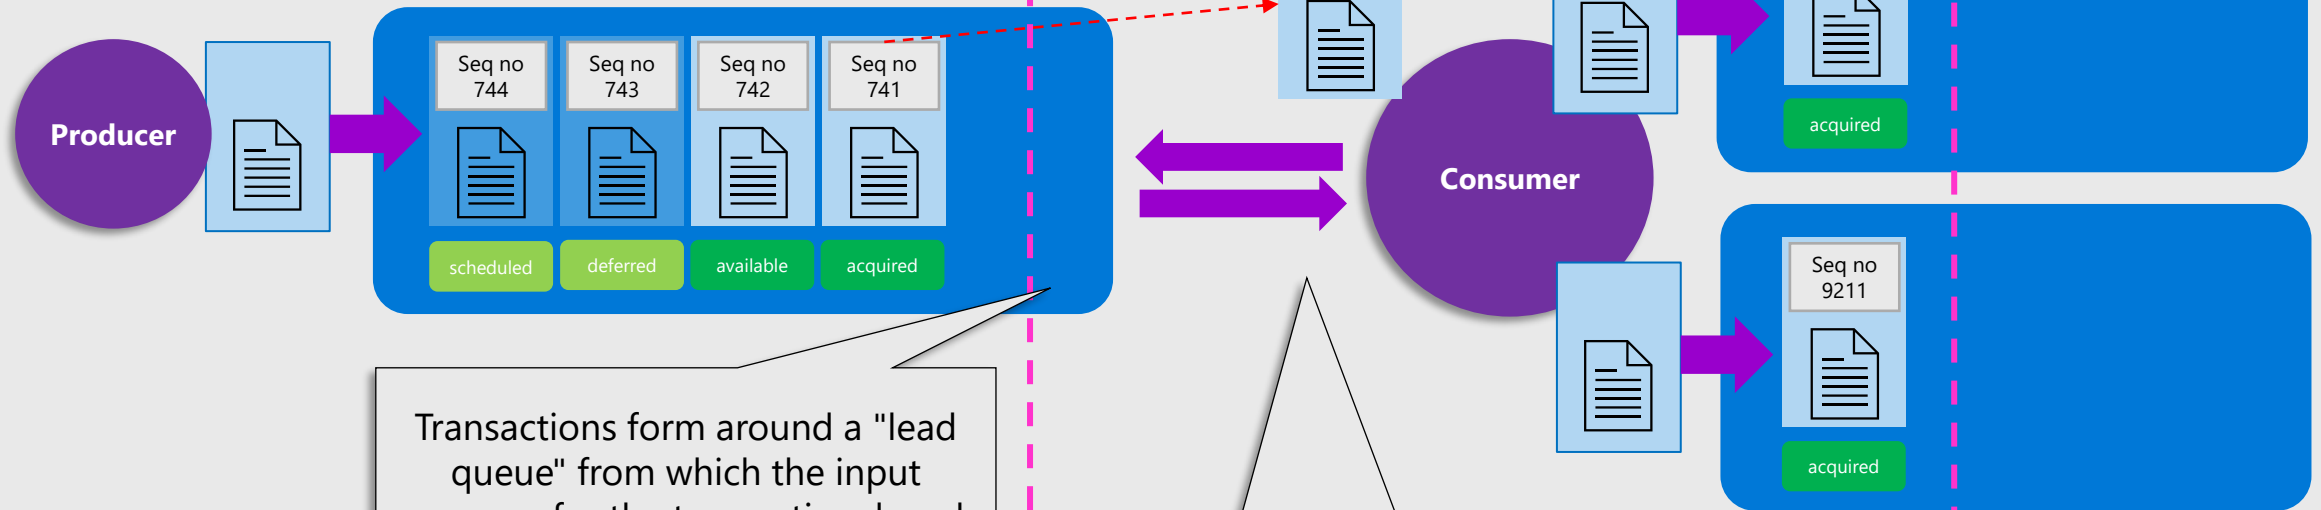 Producer
Seq no
744
Seq no
743
Seq no
742
Seq no
741
scheduled
deferred
available
acquired
Transactions form around a "lead
queue" from which the input
Consumer
acquired
Seq no
9211
acquired